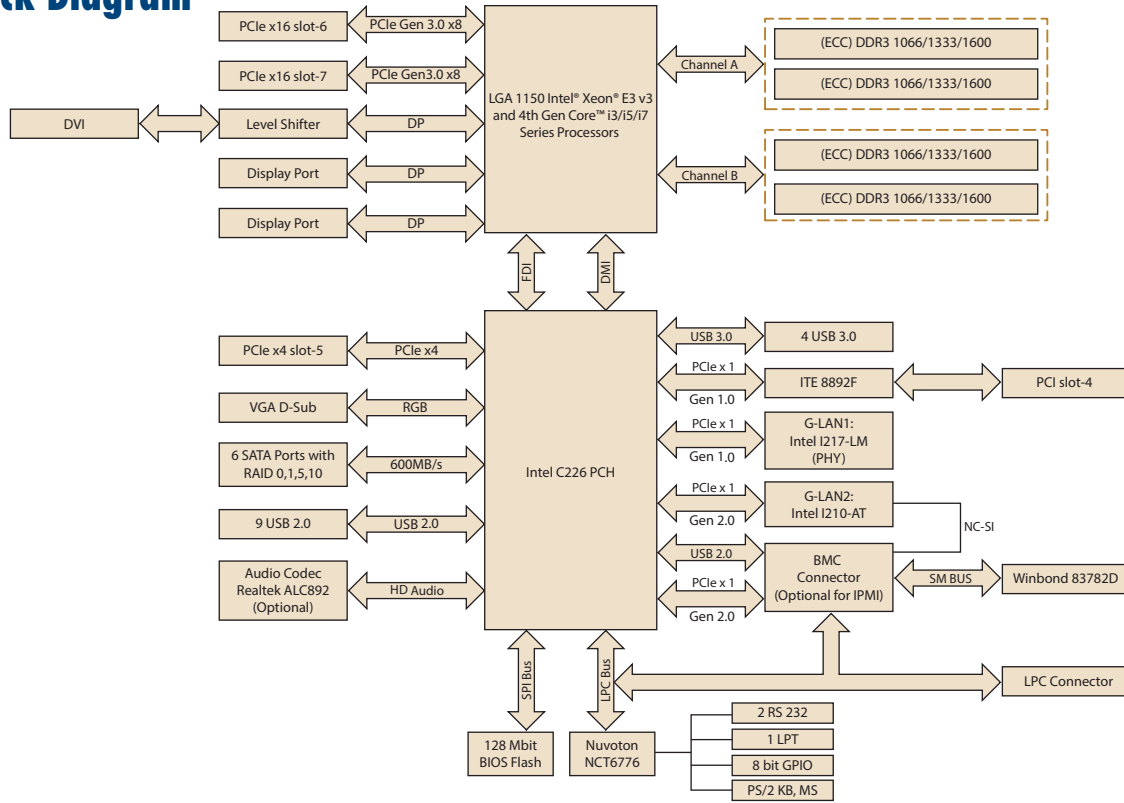 ck Diagram
PCIe x16 slot-6
PCIe Gen 3.0 x8
PCIe x16 slot-7
PCIe Gen3.0 x8
DVI
Level Shifter
DP
Display Port
DP
Display Port
DP
LGA 1150 Intel® Xeon® E3 v3
and 4th Gen Core™ i3/i5/i7
Series Processors
Channel A
(ECC) DDR3 1066/1333/1600
(ECC) DDR3 1066/1333/1600
Channel B
(ECC) DDR3 1066/1333/1600
(ECC) DDR3 1066/1333/1600
FDI
DMI
PCIe x4 slot-5
PCIe x4
VGA D-Sub
RGB
6 SATA Ports with
RAID 0,1,5,10
600MB/s
9 USB 2.0
USB 2.0
Audio Codec
Realtek ALC892
(Optional)
HD Audio
Intel C226 PCH
USB 3.0
4 USB 3.0
PCIe x 1
Gen 1.0
ITE 8892F
PCI slot-4
PCIe x 1
Gen 1.0
G-LAN1:
Intel I217-LM
(PHY)
PCIe x 1
Gen 2.0
G-LAN2:
Intel I210-AT
NC-SI
USB 2.0
PCIe x 1
Gen 2.0
BMC
Connector
(Optional for IPMI)
SM BUS
Winbond 83782D
SPI Bus
LPC Bus
LPC Connector
128 Mbit
BIOS Flash
Nuvoton
NCT6776
2 RS 232
1 LPT
8 bit GPIO
PS/2 KB, MS